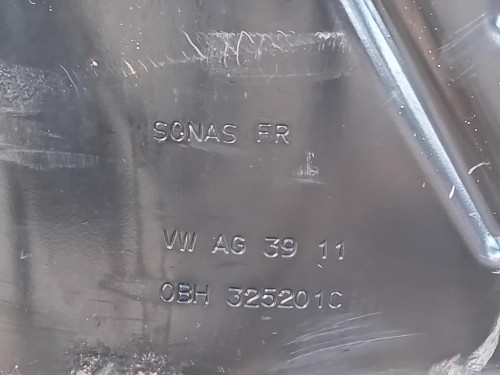 SONAS FR
VW AG 39 11
0BH 325201C